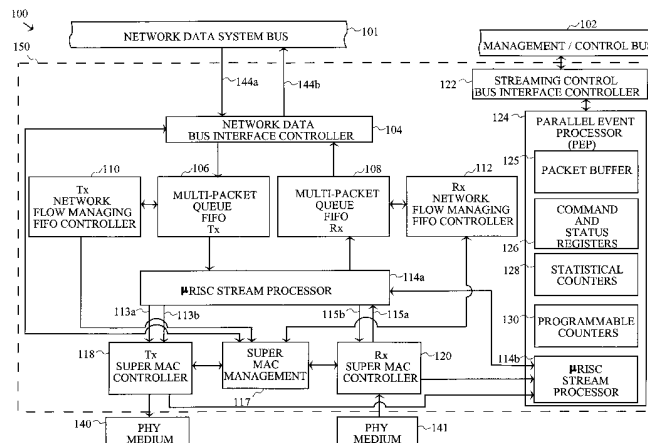 100
NETWORK DATA SYSTEM BUS
101
102
MANAGEMENT / CONTROL BUS
150
144a
144b
122
STREAMING CONTROL
BUS INTERFACE CONTROLLER
NETWORK DATA
BUS INTERFACE CONTROLLER
104
124
PARALLEL EVENT
PROCESSOR
(PEP)
125
PACKET BUFFER
110
Tx
NETWORK
FLOW MANAGING
FIFO CONTROLLER
106
MULTI-PACKET
QUEUE
FIFO
Tx
108
MULTI-PACKET
QUEUE
FIFO
Rx
112
Rx
NETWORK
FLOW MANAGING
FIFO CONTROLLER
COMMAND
AND
STATUS
REGISTERS
126
128
STATISTICAL
COUNTERS
114a
µRISC STREAM PROCESSOR
130
PROGRAMMABLE
COUNTERS
113a
113b
115b
115a
114b
µRISC
STREAM
PROCESSOR
118
Tx
SUPER MAC
CONTROLLER
SUPER
MAC
MANAGEMENT
117
Rx
SUPER MAC
CONTROLLER
120
140
PHY MEDIUM
PHY MEDIUM
141